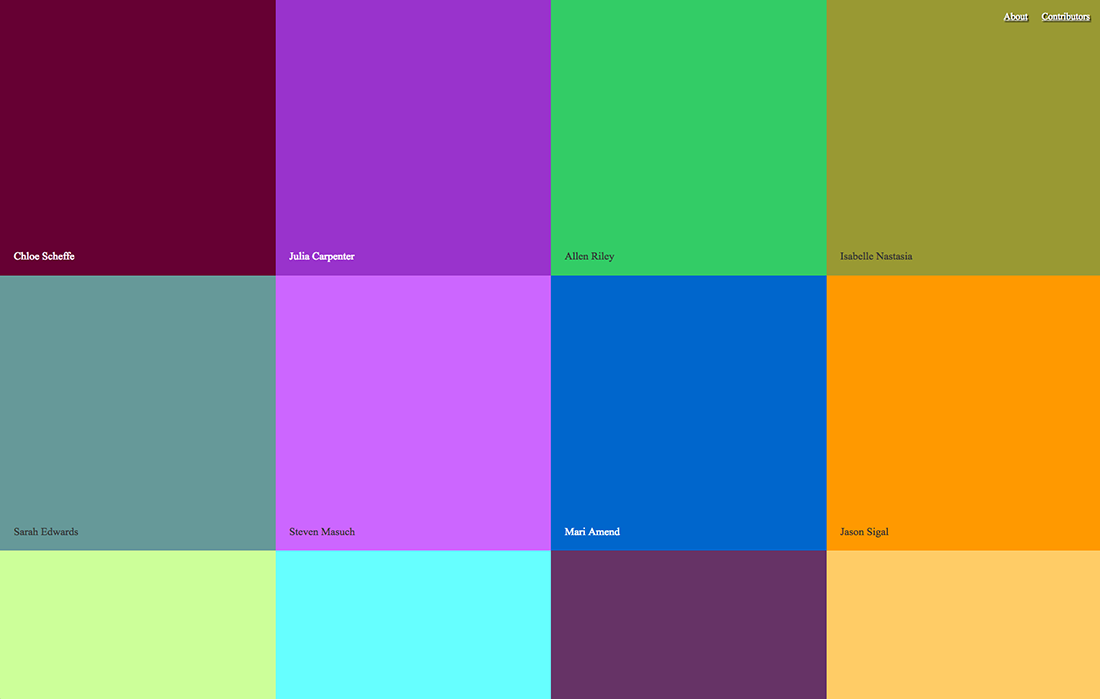 About Contributors
Chloe Scheffe
Julia Carpenter
Allen Riley
Isabelle Nastasia
Sarah Edwards
Steven Masuch
Mari Amend
Jason Sigal